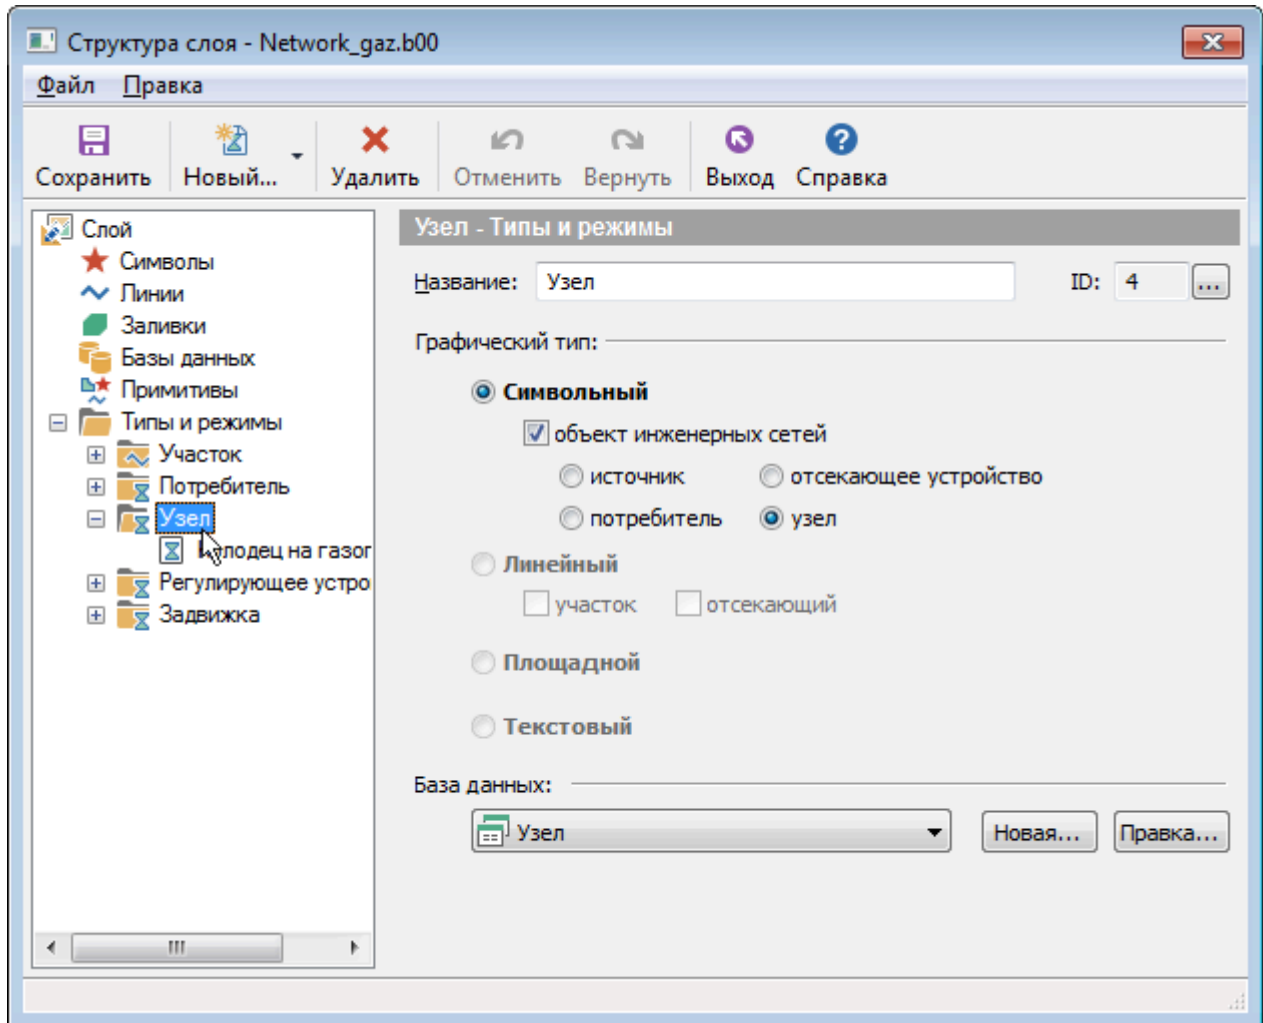 Структура слоя - Network_gaz.b00
Файл Правка
Сохранить Новый... Удалить Отменить Вернуть Выход Справка
Слой
Символы
Линии
Заливки
Базы данных
Примитивы
Типы и режимы
Участок
Потребитель
Узел
на газог
Регулирующее устро
Задвижка
Узел - Типы и режимы
Название: Узел ID: 4 ...
Графический тип:
Символьный
объект инженерных сетей
источник отсекающее устройство
потребитель узел
Линейный
участок отсекающий
Площадной
Текстовый
База данных:
Узел Новая... Правка...